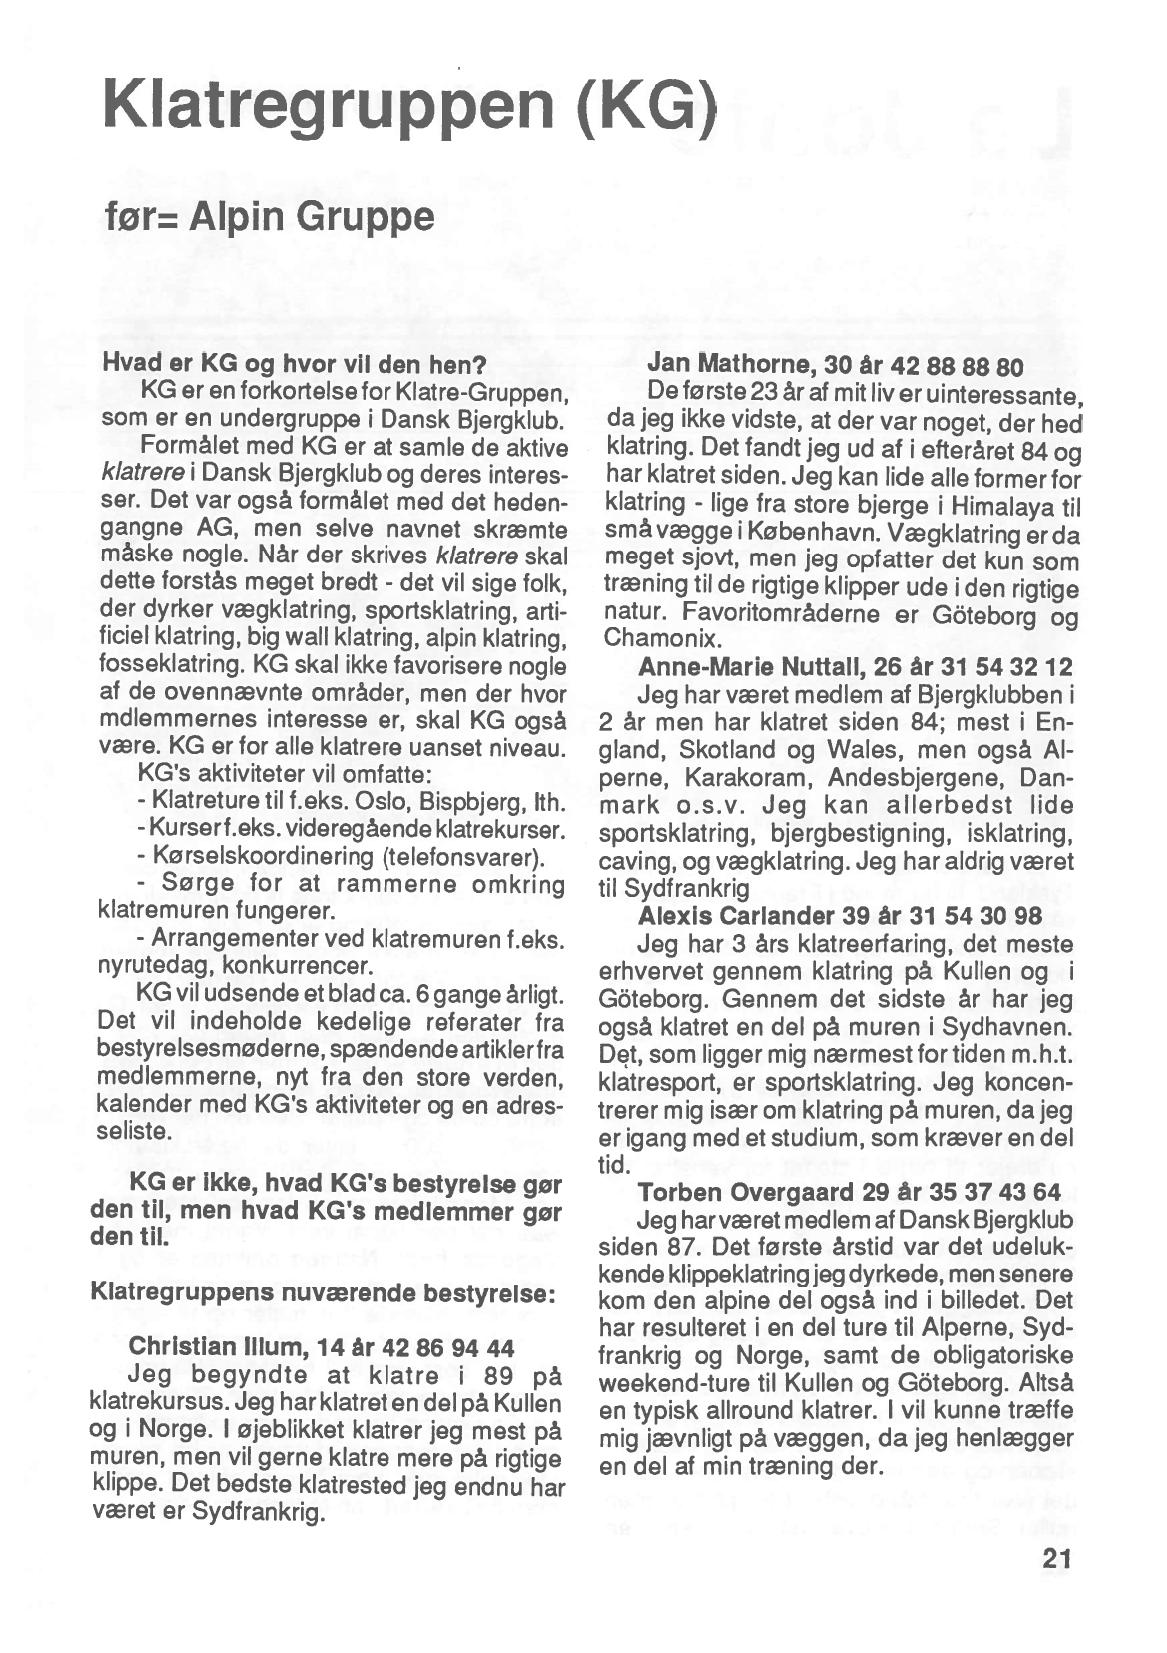 Klatregruppen (KG)
før= Alpin Gruppe
Hvad er KG og hvor vil den hen?
KG er en forkortelse for Klatre-Gruppen,
som er en undergruppe i Dansk Bjergklub.
Formålet med KG er at samle de aktive
klatrere i Dansk Bjergklub og deres interes-
ser. Det var også formålet med det heden-
gangne AG, men selve navnet skræmte
måske nogle. Når der skrives klatrere skal
dette forstås meget bredt - det vil sige folk,
der dyrker vægklatring, sportsklatring, arti-
ficiel klatring, big wall klatring, alpin klatring,
fosseklatring. KG skal ikke favorisere nogle
af de ovennævnte områder, men der hvor
mdlemmernes interesse er, skal KG også
være. KG er for alle klatrere uanset niveau.
KG's aktiviteter vil omfatte:
- Klatreture til f.eks. Oslo, Bispbjerg, Ith.
- Kurser f.eks. videregående klatrekurser.
- Kørselskoordinering (telefonsvarer).
- Sørge for at rammerne omkring
klatremuren fungerer.
- Arrangementer ved klatremuren f.eks.
nyrutedag, konkurrencer.
KG vil udsende et blad ca. 6 gange årligt.
Det vil indeholde kedelige referater fra
bestyrelsesmøderne, spændende artikler fra
medlemmerne, nyt fra den store verden,
kalender med KG's aktiviteter og en adres-
seliste.
KG er ikke, hvad KG's bestyrelse gør
den til, men hvad KG's medlemmer gør
den til.
Klatregruppens nuværende bestyrelse:
Christian Illum, 14 år 42 86 94 44
Jeg begyndte at klatre i 89 på
klatrekursus. Jeg har klatret en del på Kullen
og i Norge. I øjeblikket klatrer jeg mest på
muren, men vil gerne klatre mere på rigtige
klippe. Det bedste klatrested jeg endnu har
været er Sydfrankrig.
Jan Mathorne, 30 år 42 88 88 80
De første 23 år af mit liv er uinteressante,
da jeg ikke vidste, at der var noget, der hed
klatring. Det fandt jeg ud af i efteråret 84 og
har klatret siden. Jeg kan lide alle former for
klatring - lige fra store bjerge i Himalaya til
små vægge i København. Vægklatring er da
meget sjovt, men jeg opfatter det kun som
træning til de rigtige klipper ude i den rigtige
natur. Favoritområderne er Göteborg og
Chamonix.
Anne-Marie Nuttall, 26 år 31 54 32 12
Jeg har været medlem af Bjergklubben i
2 år men har klatret siden 84; mest i En-
gland, Skotland og Wales, men også Al-
perne, Karakoram, Andesbjergene, Dan-
mark o.s.v. Jeg kan allerbedst lide
sportsklatring, bjergbestigning, isklatring,
caving, og vægklatring. Jeg har aldrig været
til Sydfrankrig
Alexis Carlander 39 år 31 54 30 98
Jeg har 3 års klatreerfaring, det meste
erhvervet gennem klatring på Kullen og i
Göteborg. Gennem det sidste år har jeg
også klatret en del på muren i Sydhavnen.
Det, som ligger mig nærmest for tiden m.h.t.
klatresport, er sportsklatring. Jeg koncen-
trerer mig især om klatring på muren, da jeg
er igang med et studium, som kræver en del
tid.
Torben Overgaard 29 år 35 37 43 64
Jeg har været medlem af Dansk Bjergklub
siden 87. Det første årstid var det udeluk-
kende klippeklatring jeg dyrkede, men senere
kom den alpine del også ind i billedet. Det
har resulteret i en del ture til Alperne, Syd-
frankrig og Norge, samt de obligatoriske
weekend-ture til Kullen og Göteborg. Altså
en typisk allround klatrer. I vil kunne træffe
mig jævnligt på væggen, da jeg henlægger
en del af min træning der.
21